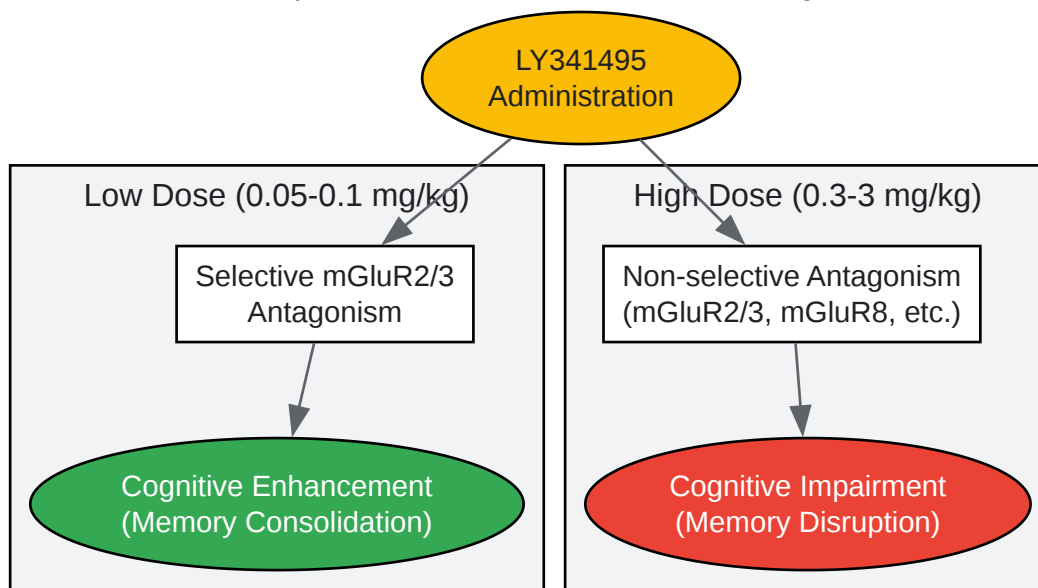 LY341495
Administration
Low Dose (0.05-0.1 mg/kg)
Selective mGluR2/3
Antagonism
Cognitive Enhancement
(Memory Consolidation)
High Dose (0.3-3 mg/kg)
Non-selective Antagonism
(mGluR2/3, mGluR8, etc.)
Cognitive Impairment
(Memory Disruption)